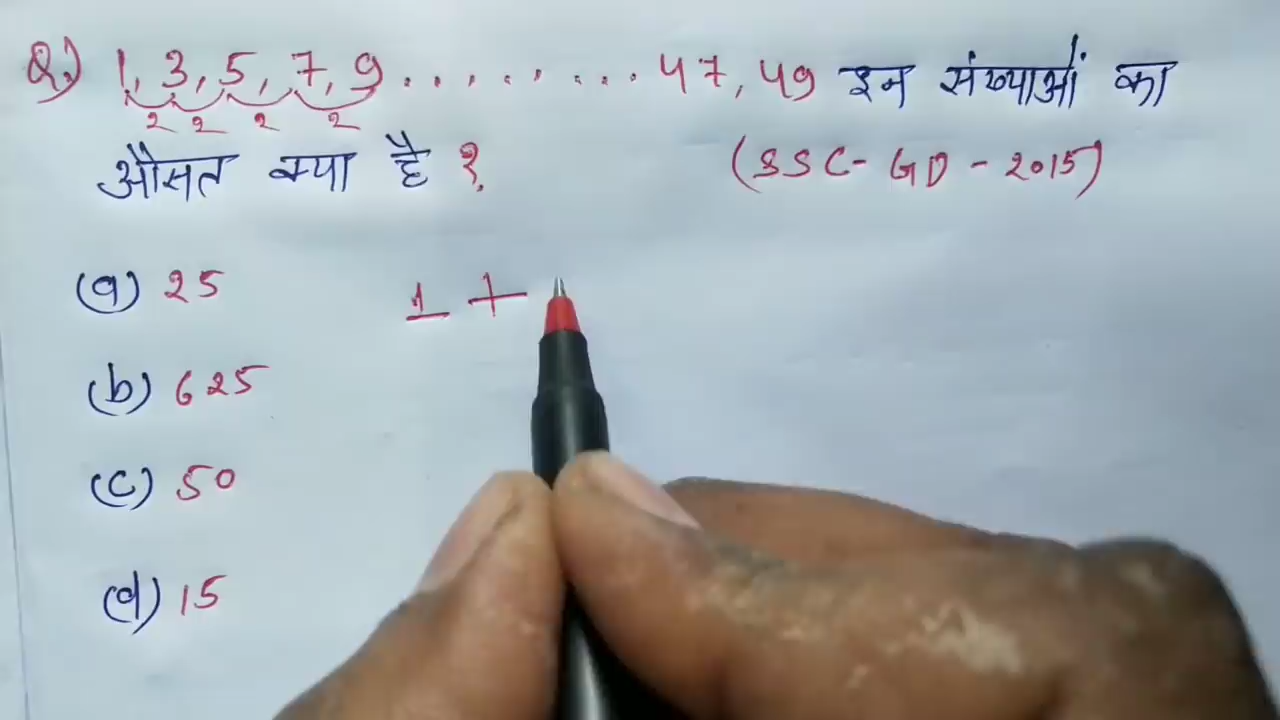 Q.) 1, 3, 5, 7, 9 . . . . . . . . . 47, 49 इन संख्याओं का
2 2 2 2
औसत क्या है ?
(SSC- GD - 2015)
(a) 25
1 +
(b) 625
(c) 50
(d) 15